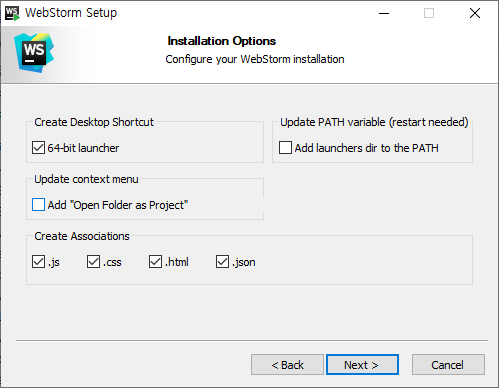 WebStorm Setup
WS
Installation Options
Configure your WebStorm installation
Create Desktop Shortcut
64-bit launcher
Update PATH variable (restart needed)
Add launchers dir to the PATH
Update context menu
Add "Open Folder as Project"
Create Associations
.js .css .html .json
< Back Next > Cancel